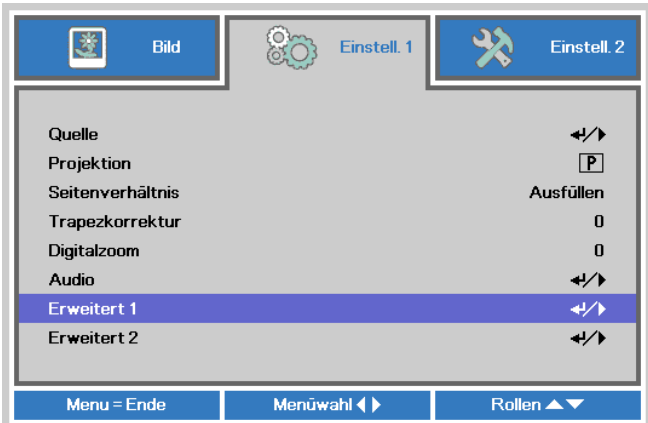 Bild
Einstell. 1
Einstell. 2
Quelle ↵/▶
Projektion P
Seitenverhältnis Ausfüllen
Trapezkorrektur 0
Digitalzoom 0
Audio ↵/▶
Erweitert 1 ↵/▶
Erweitert 2 ↵/▶
Menu = Ende
Menüwahl ◀ ▶
Rollen ▲▼